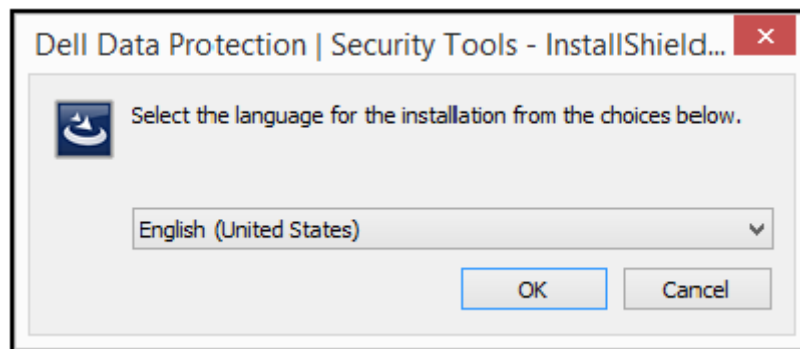 Dell Data Protection | Security Tools - InstallShield...
Select the language for the installation from the choices below.
English (United States)
OK
Cancel